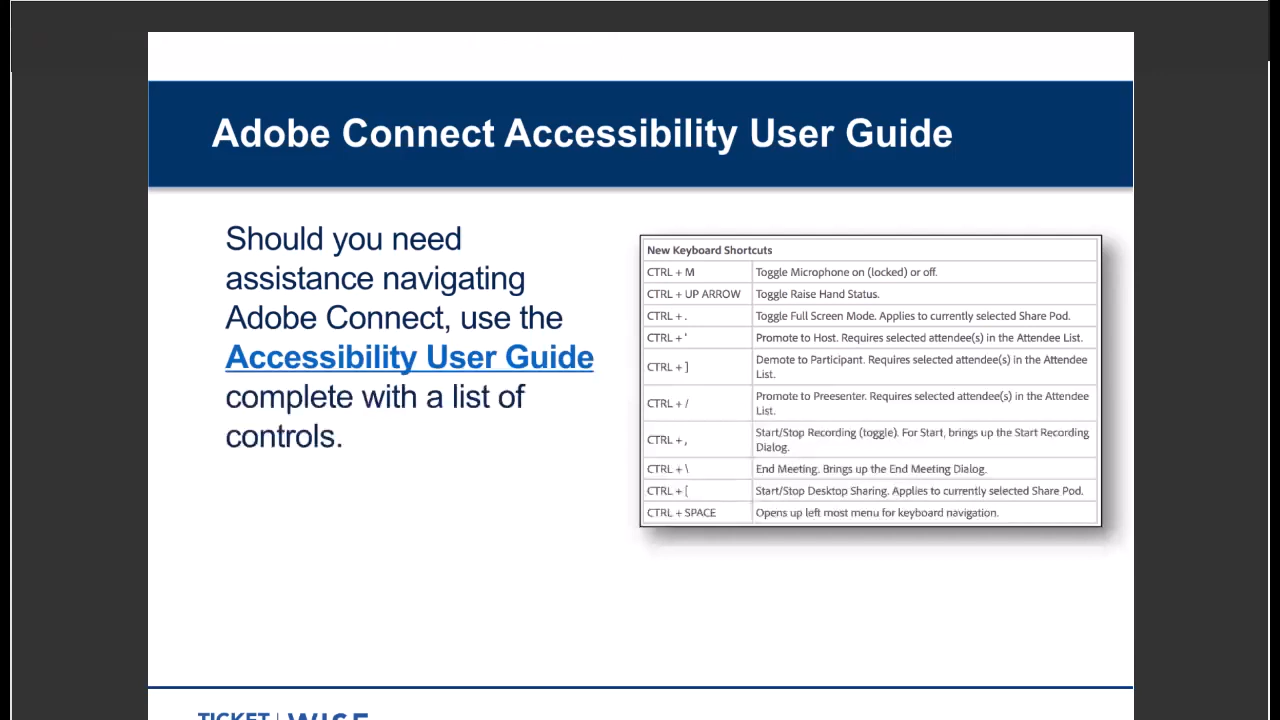 Adobe Connect Accessibility User Guide
Should you need
assistance navigating
Adobe Connect, use the
Accessibility User Guide
complete with a list of
controls.
New Keyboard Shortcuts
CTRL + M Toggle Microphone on (locked) or off.
CTRL + UP ARROW Toggle Raise Hand Status.
CTRL + . Toggle Full Screen Mode. Applies to currently selected Share Pod.
CTRL + ' Promote to Host. Requires selected attendee(s) in the Attendee List.
CTRL + ] Demote to Participant. Requires selected attendee(s) in the Attendee
List.
CTRL + / Promote to Preesenter. Requires selected attendee(s) in the Attendee
List.
CTRL + , Start/Stop Recording (toggle). For Start, brings up the Start Recording
Dialog.
CTRL + \ End Meeting. Brings up the End Meeting Dialog.
CTRL + [ Start/Stop Desktop Sharing. Applies to currently selected Share Pod.
CTRL + SPACE Opens up left most menu for keyboard navigation.
TICKET | WISE